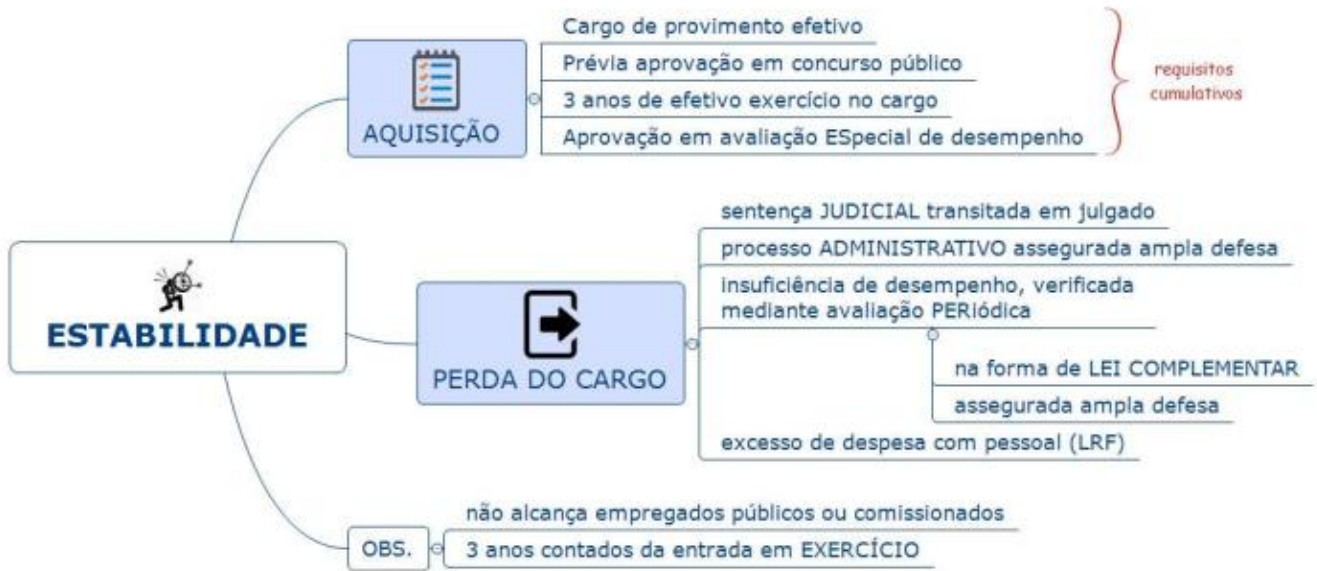 ESTABILIDADE
AQUISIÇÃO
Cargo de provimento efetivo
Prévia aprovação em concurso público
3 anos de efetivo exercício no cargo
Aprovação em avaliação ESpecial de desempenho
requisitos
cumulativos
PERDA DO CARGO
sentença JUDICIAL transitada em julgado
processo ADMINISTRATIVO assegurada ampla defesa
insuficiência de desempenho, verificada
mediante avaliação PERiódica
na forma de LEI COMPLEMENTAR
assegurada ampla defesa
excesso de despesa com pessoal (LRF)
OBS.
não alcança empregados públicos ou comissionados
3 anos contados da entrada em EXERCÍCIO